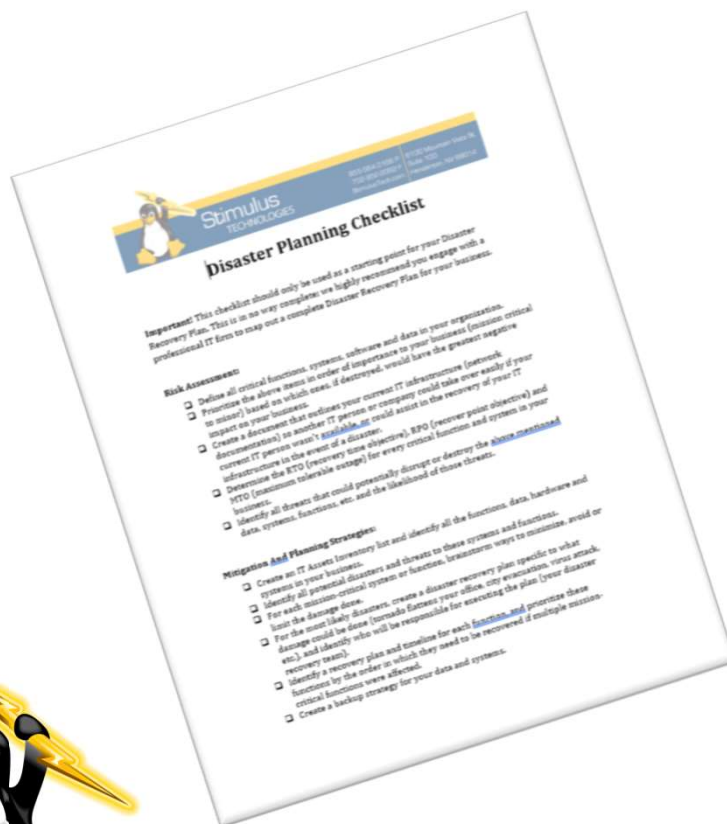 Stimulus
TECHNOLOGIES
Disaster Planning Checklist
Important! This checklist should only be used as a starting point for your Disaster
Recovery Plan. This is in no way complete; we highly recommend you engage with a
professional IT firm to map out a complete Disaster Recovery Plan for your business.
Risk Assessment:
❑ Define all critical functions, systems, software and data in your organization.
❑ Prioritize the above items in order of importance to your business (mission critical
to minor) based on which ones, if destroyed, would have the greatest negative
impact on your business.
❑ Create a document that outlines your current IT infrastructure (network
documentation) so another IT person or company could take over easily if your
current IT person wasn't available, or could assist in the recovery of your IT
infrastructure in the event of a disaster.
❑ Determine the RTO (recovery time objective), RPO (recover point objective) and
MTO (maximum tolerable outage) for every critical function and system in your
business.
❑ Identify all threats that could potentially disrupt or destroy the above mentioned
data, systems, functions, etc. and the likelihood of those threats.
Mitigation And Planning Strategies:
❑ Create an IT Assets Inventory list and identify all the functions, data, hardware and
systems in your business.
❑ Identify all potential disasters and threats to these systems and functions.
❑ For each mission-critical system or function, brainstorm ways to minimize, avoid or
limit the damage done.
❑ For the most likely disasters, create a disaster recovery plan specific to what
damage could be done (tornado flattens your office, city evacuation, virus attack,
etc.), and identify who will be responsible for executing the plan (your disaster
recovery team).
❑ Identify a recovery plan and timeline for each function, and prioritize these
functions by the order in which they need to be recovered if multiple mission-
critical functions were affected.
❑ Create a backup strategy for your data and systems.